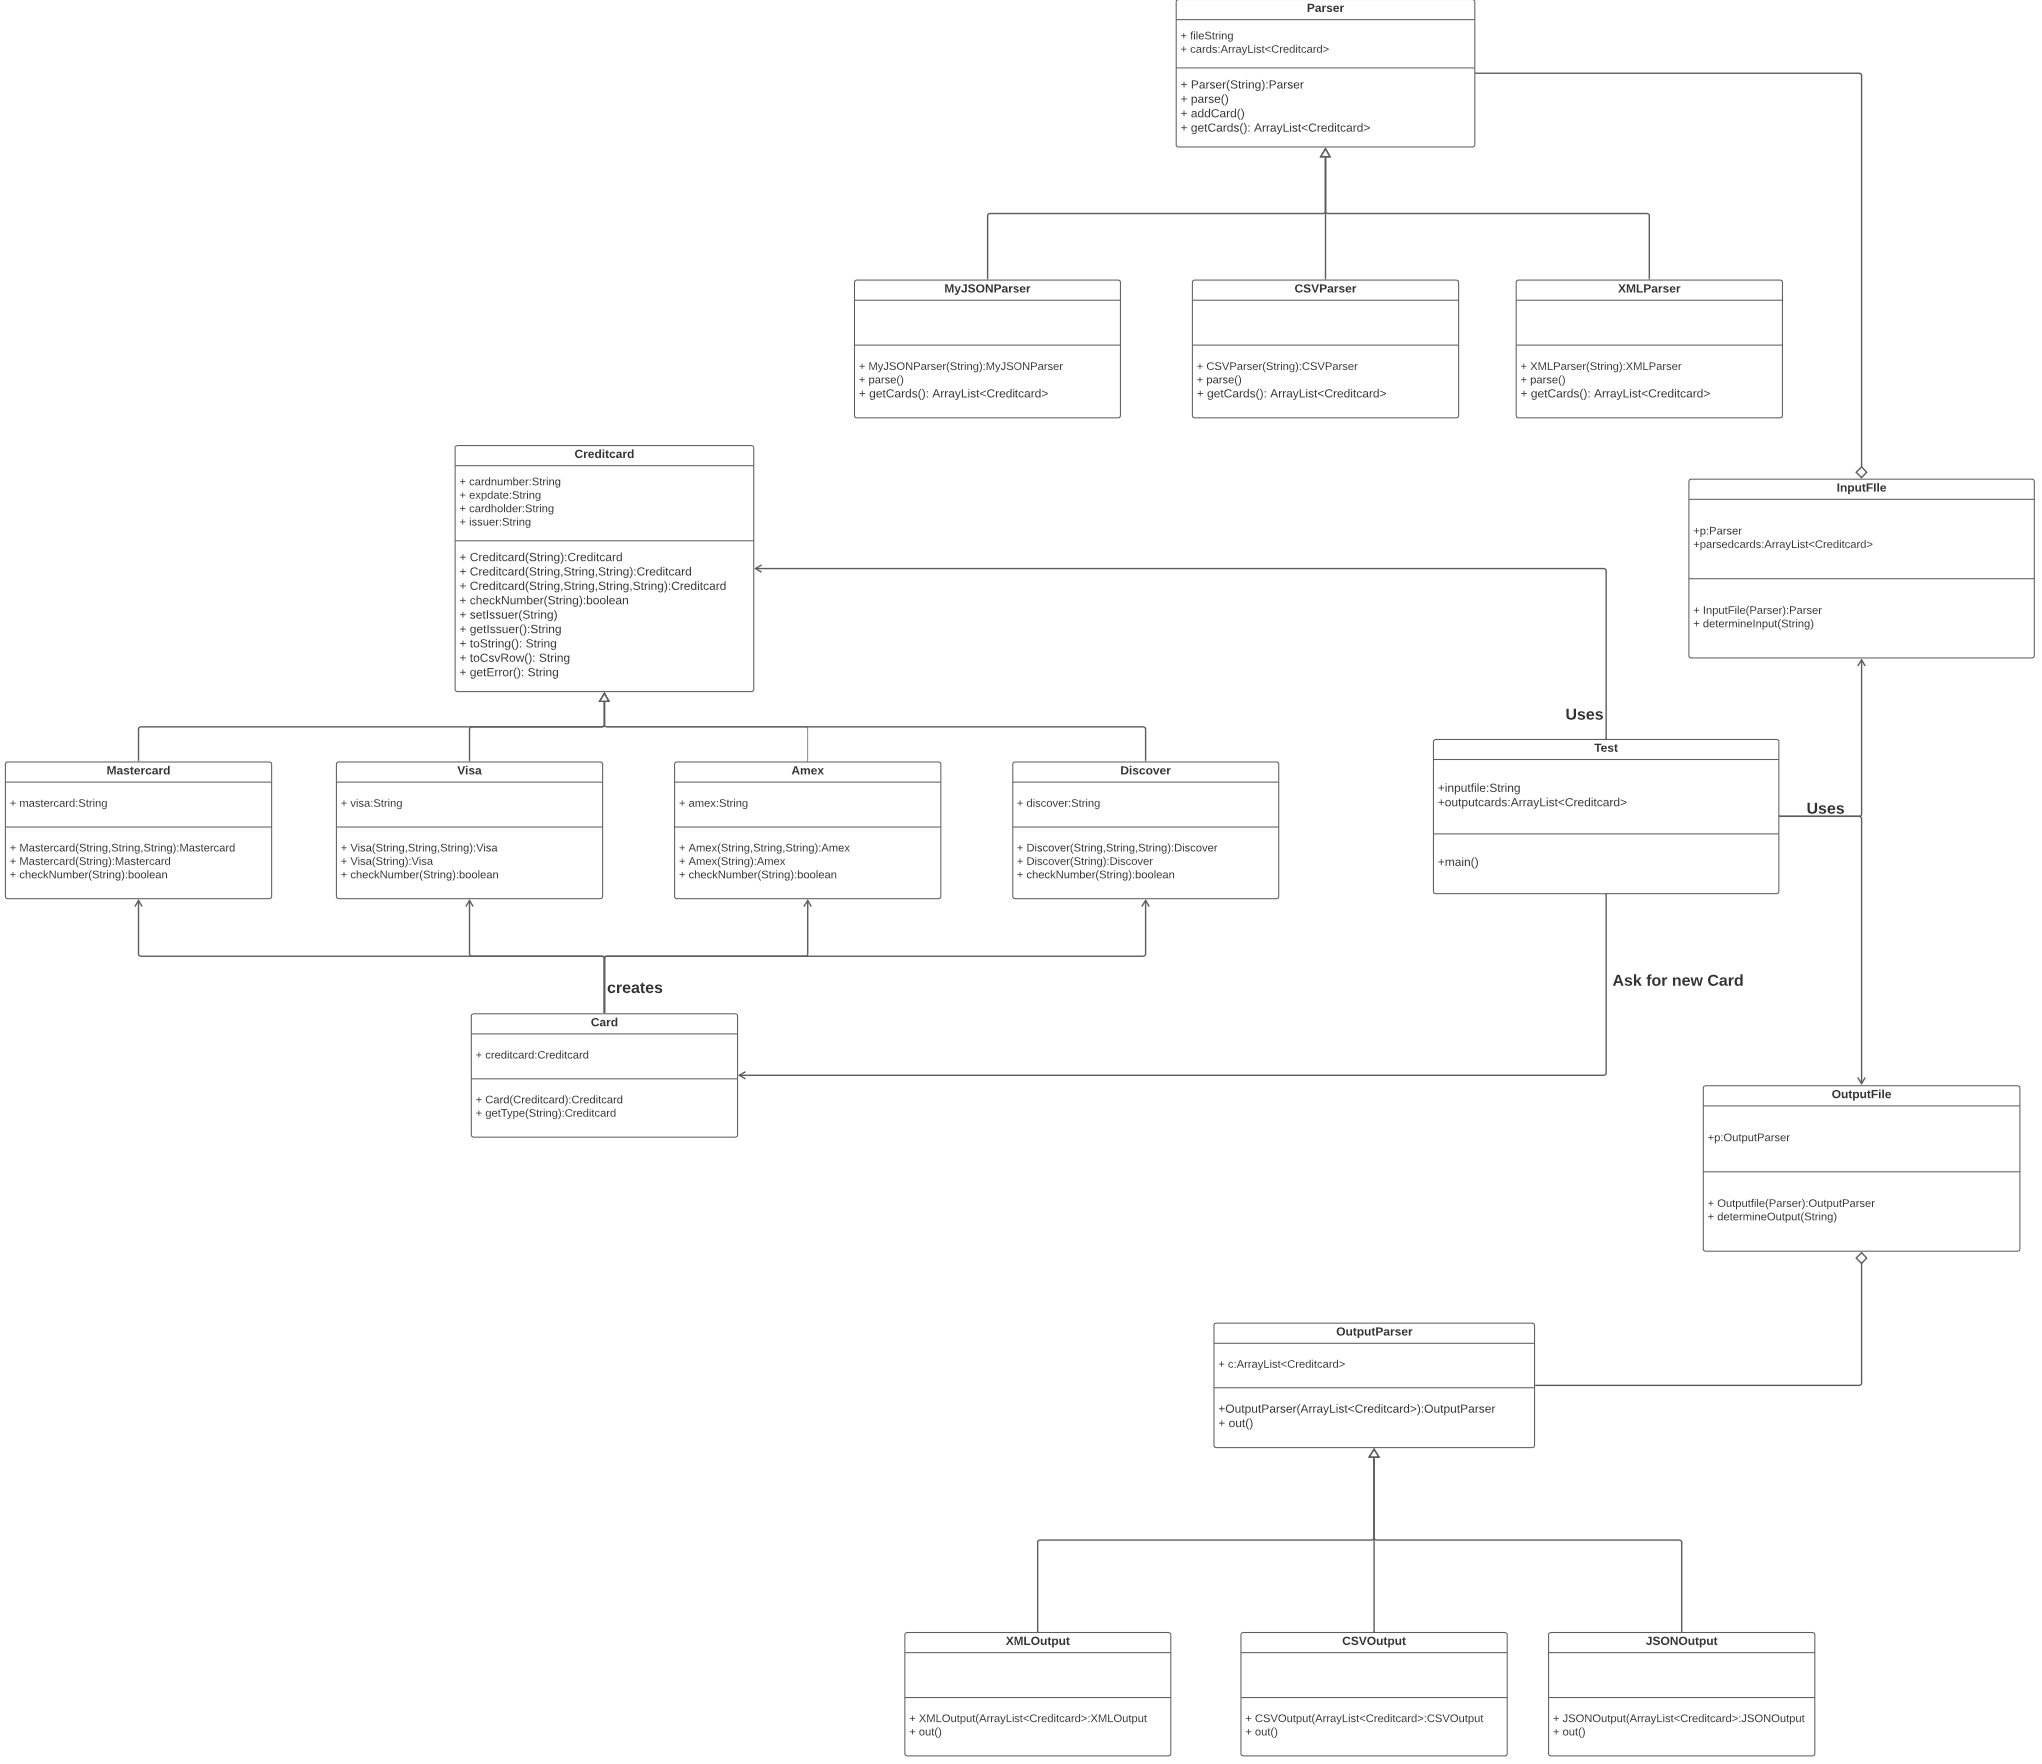 Parser
+ fileString
+ cards:ArrayList<Creditcard>
+ Parser(String):Parser
+ parse()
+ addCard()
+ getCards(): ArrayList<Creditcard>
MyJSONParser
+ MyJSONParser(String):MyJSONParser
+ parse()
+ getCards(): ArrayList<Creditcard>
CSVParser
+ CSVParser(String):CSVParser
+ parse()
+ getCards(): ArrayList<Creditcard>
XMLParser
+ XMLParser(String):XMLParser
+ parse()
+ getCards(): ArrayList<Creditcard>
Creditcard
+ cardnumber:String
+ expdate:String
+ cardholder:String
+ issuer:String
+ Creditcard(String):Creditcard
+ Creditcard(String,String,String):Creditcard
+ Creditcard(String,String,String,String):Creditcard
+ checkNumber(String):boolean
+ setIssuer(String)
+ getIssuer():String
+ toString(): String
+ toCsvRow(): String
+ getError(): String
InputFIle
+p:Parser
+parsedcards:ArrayList<Creditcard>
+ InputFile(Parser):Parser
+ determineInput(String)
Uses
Mastercard
+ mastercard:String
+ Mastercard(String,String,String):Mastercard
+ Mastercard(String):Mastercard
+ checkNumber(String):boolean
Visa
+ visa:String
+ Visa(String,String,String):Visa
+ Visa(String):Visa
+ checkNumber(String):boolean
Amex
+ amex:String
+ Amex(String,String,String):Amex
+ Amex(String):Amex
+ checkNumber(String):boolean
Discover
+ discover:String
+ Discover(String,String,String):Discover
+ Discover(String):Discover
+ checkNumber(String):boolean
Test
+inputfile:String
+outputcards:ArrayList<Creditcard>
+main()
Uses
creates
Ask for new Card
Card
+ creditcard:Creditcard
+ Card(Creditcard):Creditcard
+ getType(String):Creditcard
OutputFile
+p:OutputParser
+ Outputfile(Parser):OutputParser
+ determineOutput(String)
OutputParser
+ c:ArrayList<Creditcard>
+OutputParser(ArrayList<Creditcard>):OutputParser
+ out()
XMLOutput
+ XMLOutput(ArrayList<Creditcard>:XMLOutput
+ out()
CSVOutput
+ CSVOutput(ArrayList<Creditcard>:CSVOutput
+ out()
JSONOutput
+ JSONOutput(ArrayList<Creditcard>:JSONOutput
+ out()